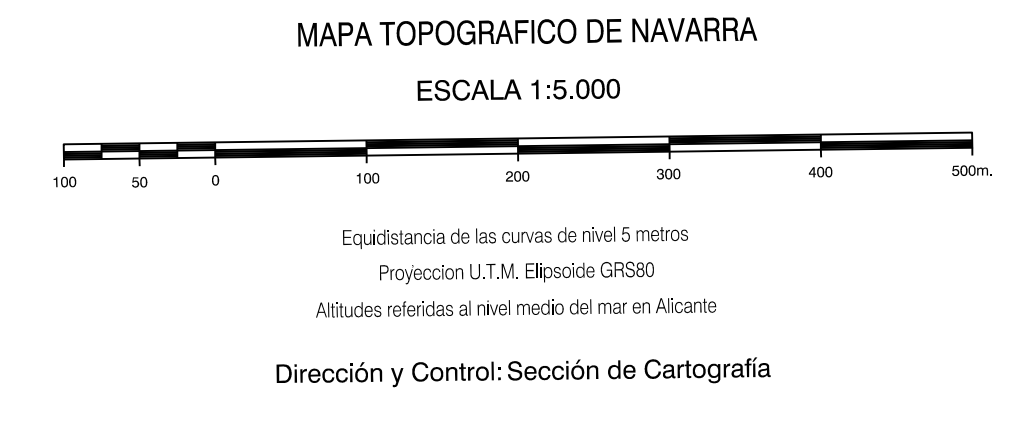 MAPA TOPOGRAFICO DE NAVARRA
ESCALA 1:5.000
100 50 0 100 200 300 400 500m.
Equidistancia de las curvas de nivel 5 metros
Proyeccion U.T.M. Elipsoide GRS80
Altitudes referidas al nivel medio del mar en Alicante
Dirección y Control: Sección de Cartografía